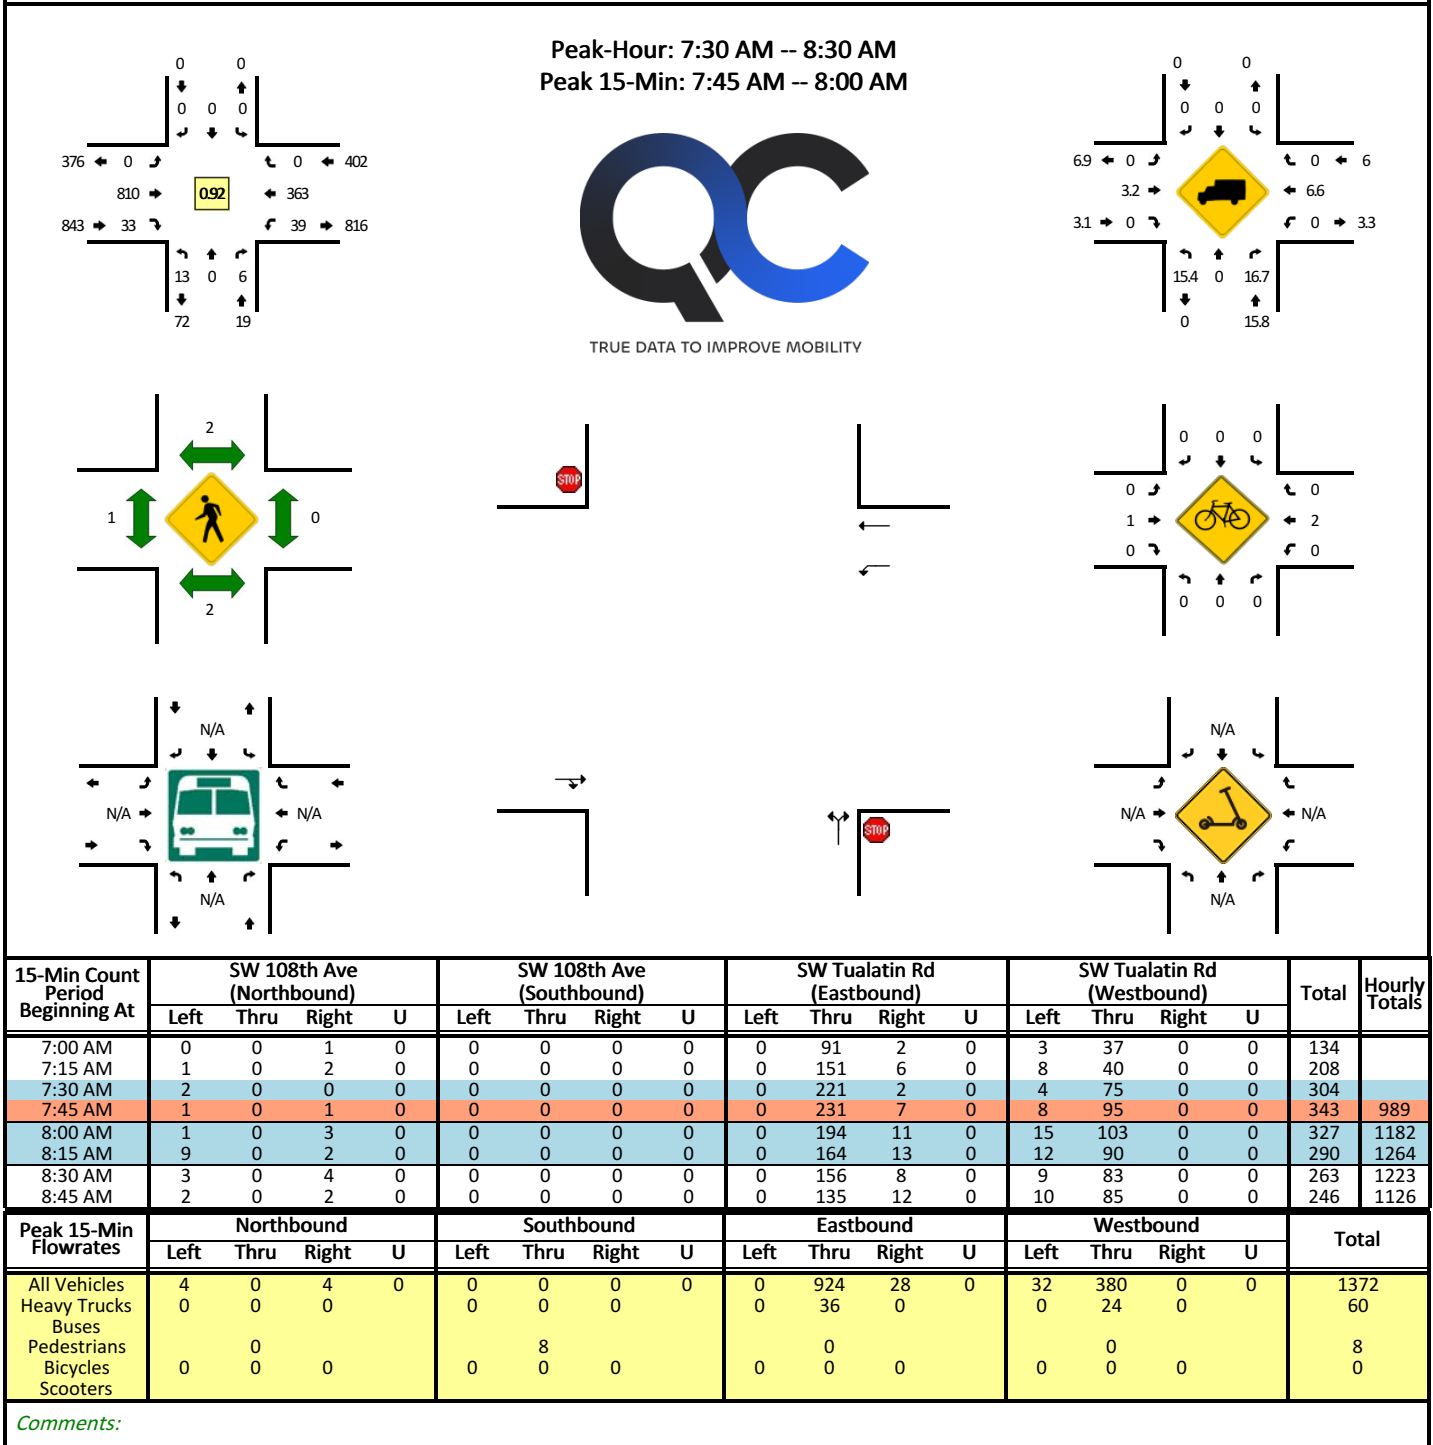 Peak-Hour: 7:30 AM -- 8:30 AM
Peak 15-Min: 7:45 AM -- 8:00 AM
0 0
0 0 0
376 0 0 402
810 0.92 363
843 33 39 816
13 0 6
72 19
TRUE DATA TO IMPROVE MOBILITY
0 0
0 0 0
6.9 0 0 6
3.2 6.6
3.1 0 0 3.3
15.4 0 16.7
0 15.8
2
1 0
2
STOP
STOP
0 0 0
0 0
1 2
0 0
0 0 0
N/A
N/A N/A
N/A
N/A
N/A N/A
N/A
15-Min Count Period Beginning At SW 108th Ave (Northbound) SW 108th Ave (Southbound) SW Tualatin Rd (Eastbound) SW Tualatin Rd (Westbound) Total Hourly Totals
Left Thru Right U Left Thru Right U Left Thru Right U Left Thru Right U
7:00 AM 0 0 1 0 0 0 0 0 0 91 2 0 3 37 0 0 134
7:15 AM 1 0 2 0 0 0 0 0 0 151 6 0 8 40 0 0 208
7:30 AM 2 0 0 0 0 0 0 0 0 221 2 0 4 75 0 0 304
7:45 AM 1 0 1 0 0 0 0 0 0 231 7 0 8 95 0 0 343 989
8:00 AM 1 0 3 0 0 0 0 0 0 194 11 0 15 103 0 0 327 1182
8:15 AM 9 0 2 0 0 0 0 0 0 164 13 0 12 90 0 0 290 1264
8:30 AM 3 0 4 0 0 0 0 0 0 156 8 0 9 83 0 0 263 1223
8:45 AM 2 0 2 0 0 0 0 0 0 135 12 0 10 85 0 0 246 1126
Peak 15-Min Flowrates Northbound Southbound Eastbound Westbound Total
Left Thru Right U Left Thru Right U Left Thru Right U Left Thru Right U
All Vehicles 4 0 4 0 0 0 0 0 0 924 28 0 32 380 0 0 1372
Heavy Trucks 0 0 0 0 0 0 0 36 0 0 24 0 60
Buses
Pedestrians 0 8 0 0 8
Bicycles 0 0 0 0 0 0 0 0 0 0 0 0 0
Scooters
Comments: